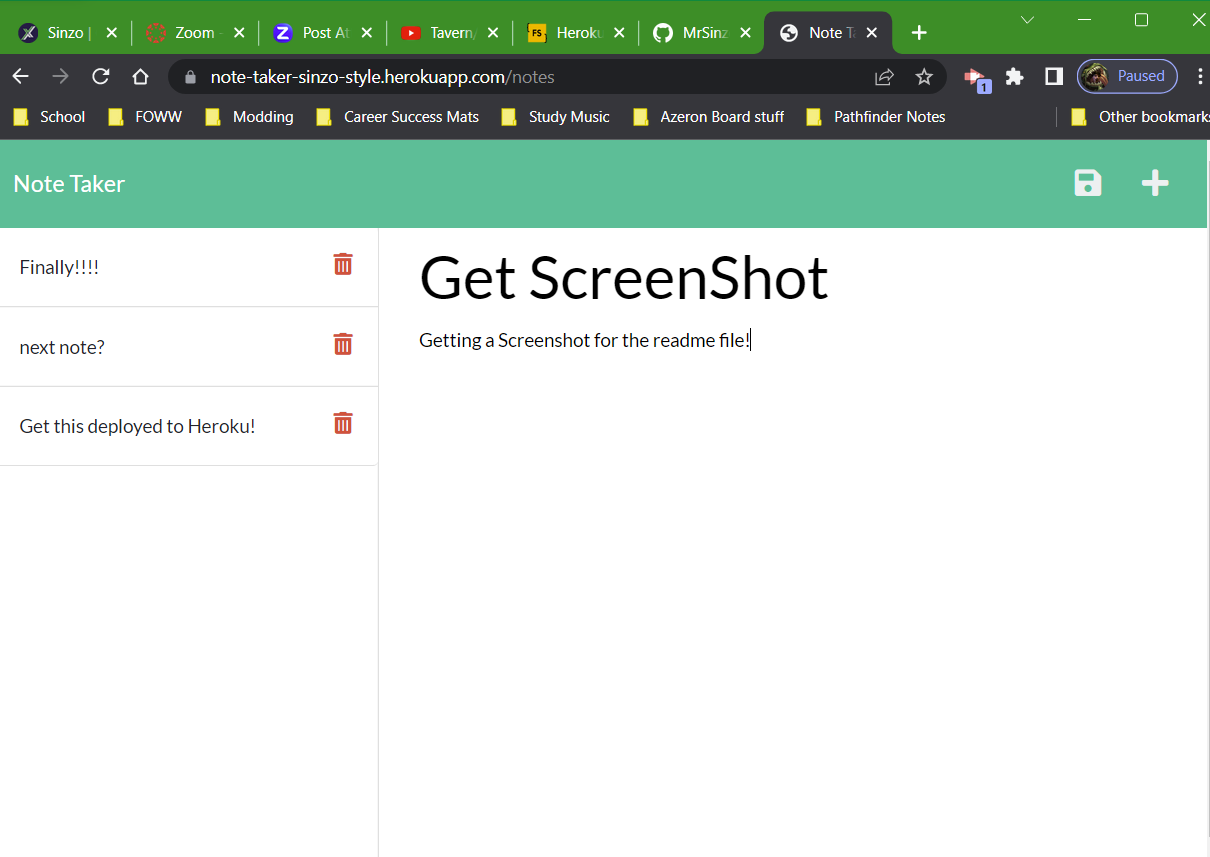 Sinzo | Zoom - Post At Tavern/ Heroku MrSinz Note Ta
note-taker-sinzo-style.herokuapp.com/notes 1 Paused
School FOWW Modding Career Success Mats Study Music Azeron Board stuff Pathfinder Notes Other bookmarks
Note Taker
Finally!!!!
next note?
Get this deployed to Heroku!
Get ScreenShot
Getting a Screenshot for the readme file!